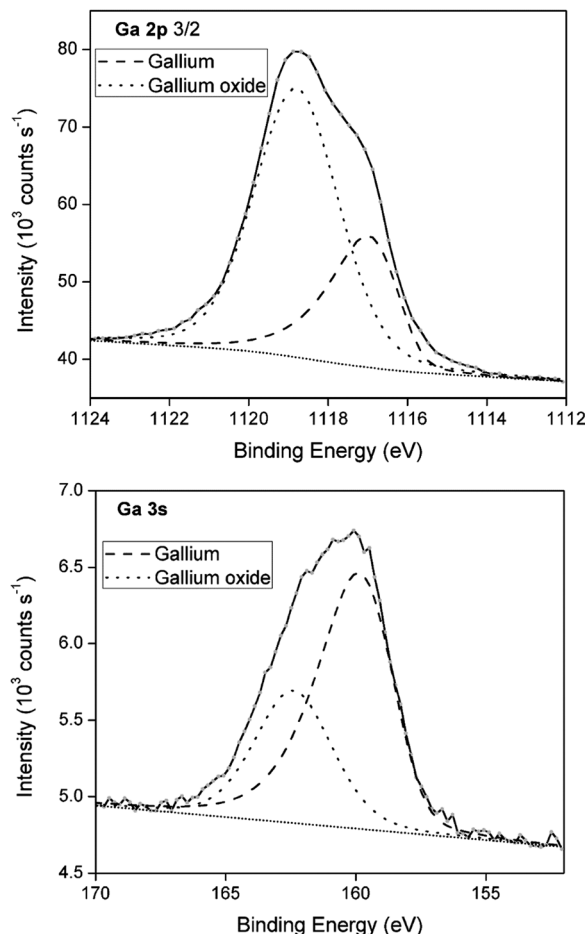 Ga 2p 3/2
Gallium
Gallium oxide
80
70
60
50
40
Intensity (10³ counts s⁻¹)
1124 1122 1120 1118 1116 1114 1112
Binding Energy (eV)
Ga 3s
Gallium
Gallium oxide
7.0
6.5
6.0
5.5
5.0
4.5
Intensity (10³ counts s⁻¹)
170 165 160 155
Binding Energy (eV)